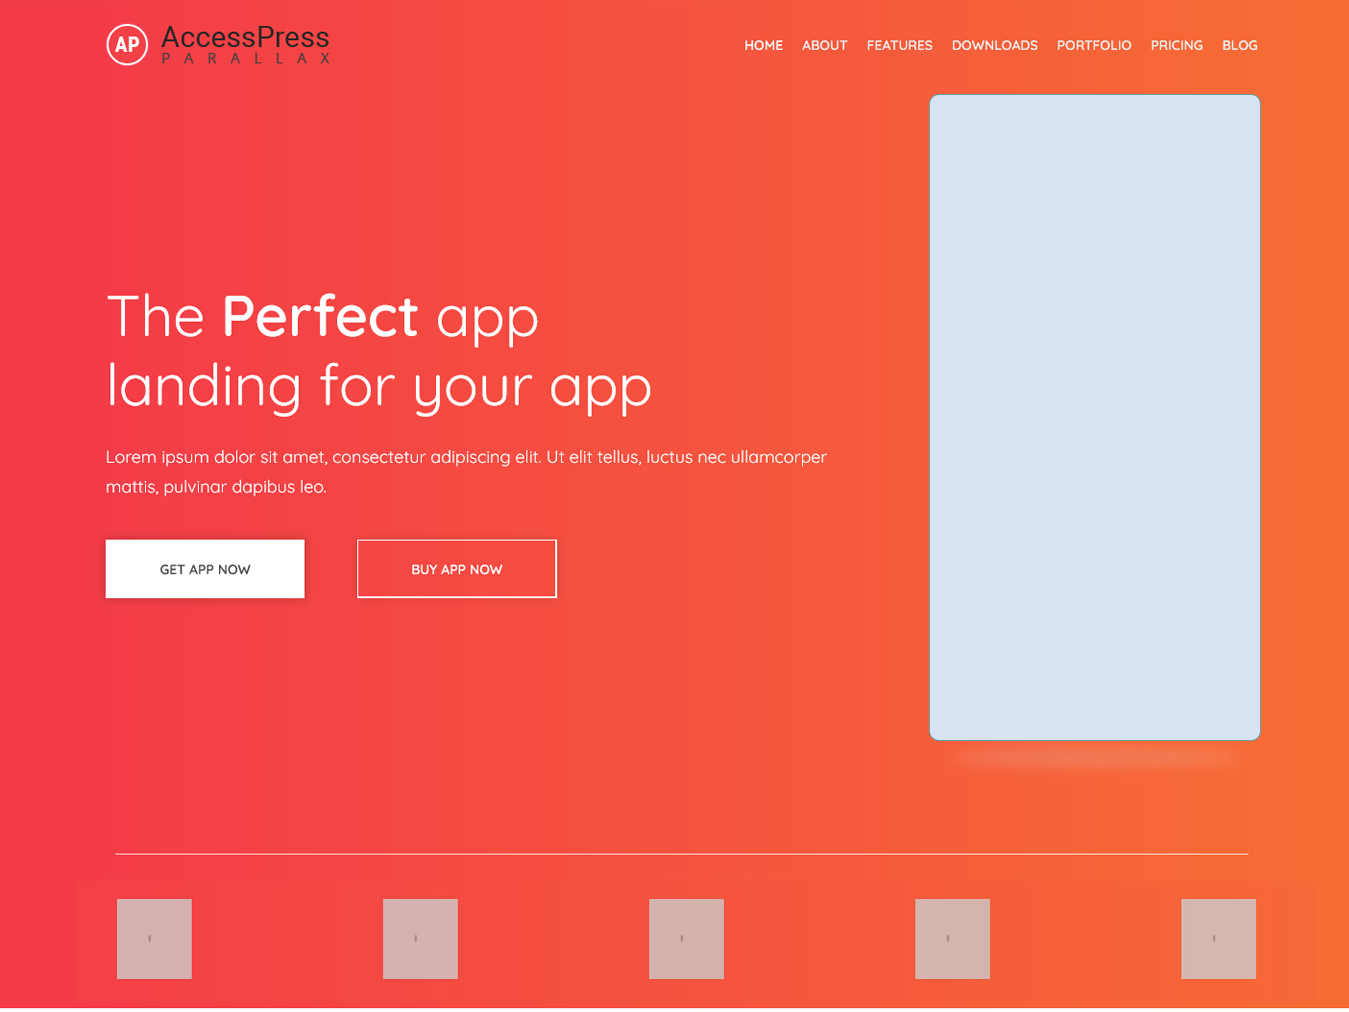 AP AccessPress
PARALLAX
HOME ABOUT FEATURES DOWNLOADS PORTFOLIO PRICING BLOG
The Perfect app
landing for your app
Lorem ipsum dolor sit amet, consectetur adipiscing elit. Ut elit tellus, luctus nec ullamcorper
mattis, pulvinar dapibus leo.
GET APP NOW BUY APP NOW